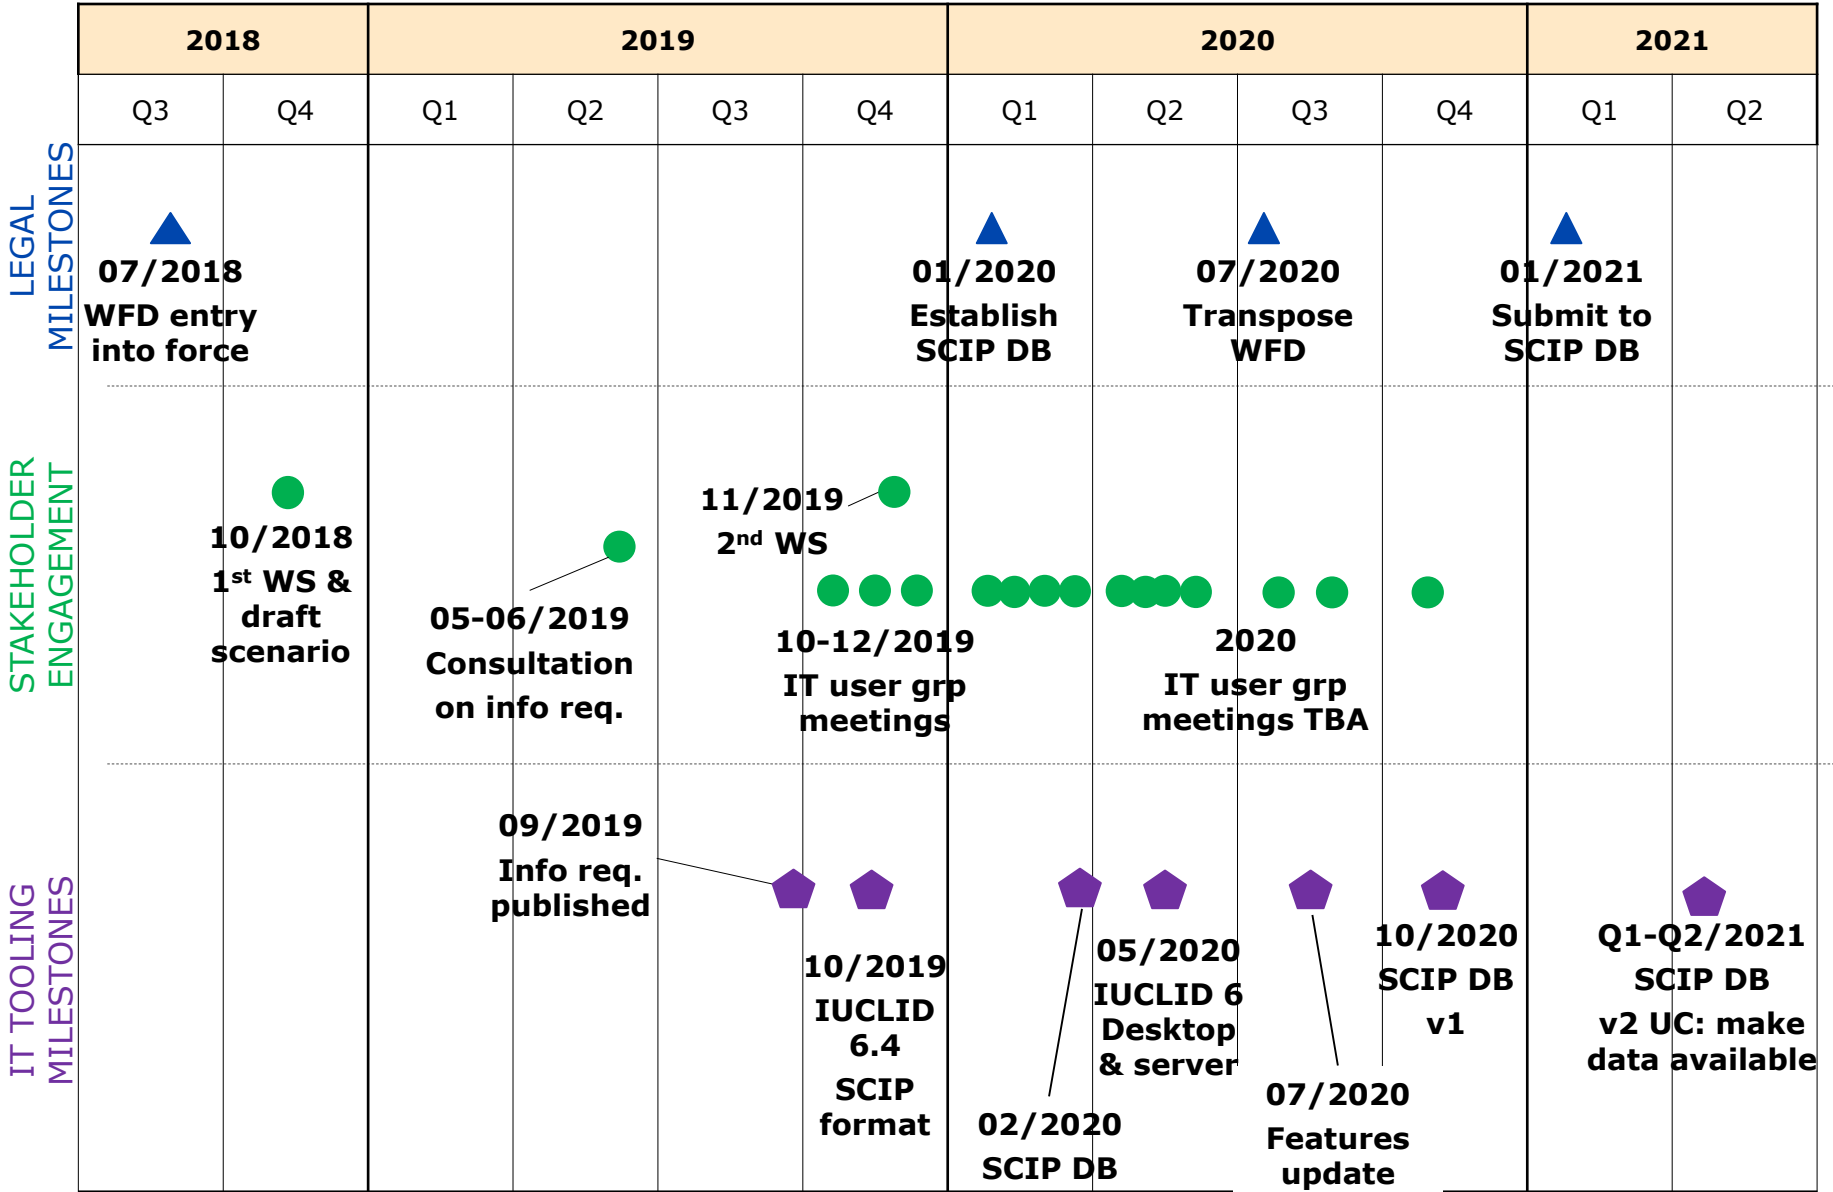 2018
2019
2020
2021
Q3
Q4
Q1
Q2
Q3
Q4
Q1
Q2
Q3
Q4
Q1
Q2
LEGAL
MILESTONES
07/2018
WFD entry
into force
01/2020
Establish
SCIP DB
07/2020
Transpose
WFD
01/2021
Submit to
SCIP DB
STAKEHOLDER
ENGAGEMENT
10/2018
1st WS &
draft
scenario
05-06/2019
Consultation
on info req.
11/2019
2nd WS
10-12/2019
IT user grp
meetings
2020
IT user grp
meetings TBA
IT TOOLING
MILESTONES
09/2019
Info req.
published
10/2019
IUCLID
6.4
SCIP
format
02/2020
SCIP DB
05/2020
IUCLID 6
Desktop
& server
07/2020
Features
update
10/2020
SCIP DB
v1
Q1-Q2/2021
SCIP DB
v2 UC: make
data available